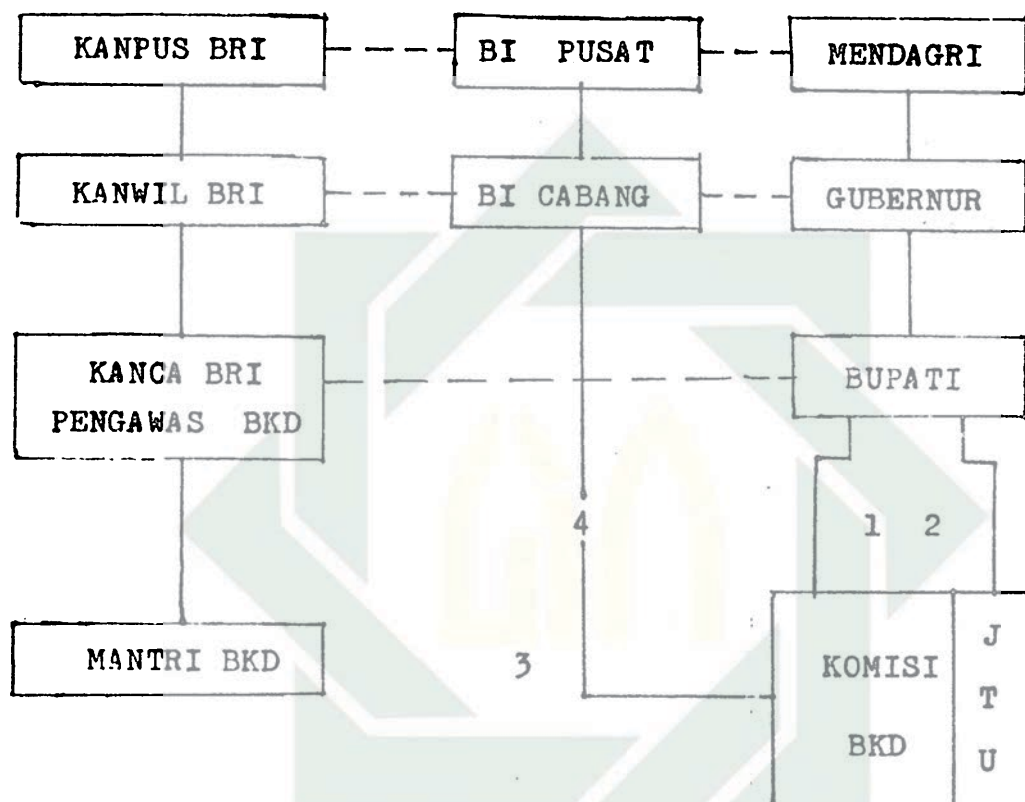 KANPUS BRI
BI PUSAT
MENDAGRI
KANWIL BRI
BI CABANG
GUBERNUR
KANCA BRI
PENGAWAS BKD
BUPATI
4
1 2
MANTRI BKD
3
KOMISI
BKD
J
T
U